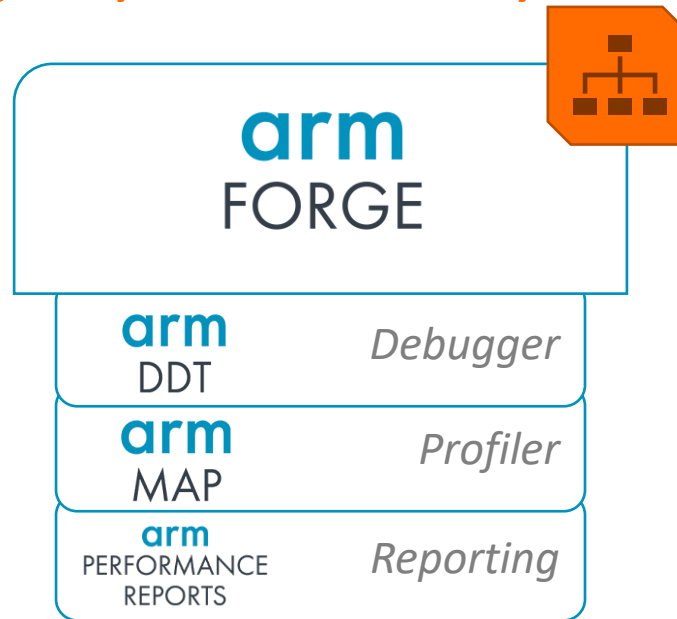 arm
FORGE
arm
DDT
Debugger
arm
MAP
Profiler
arm
PERFORMANCE
REPORTS
Reporting